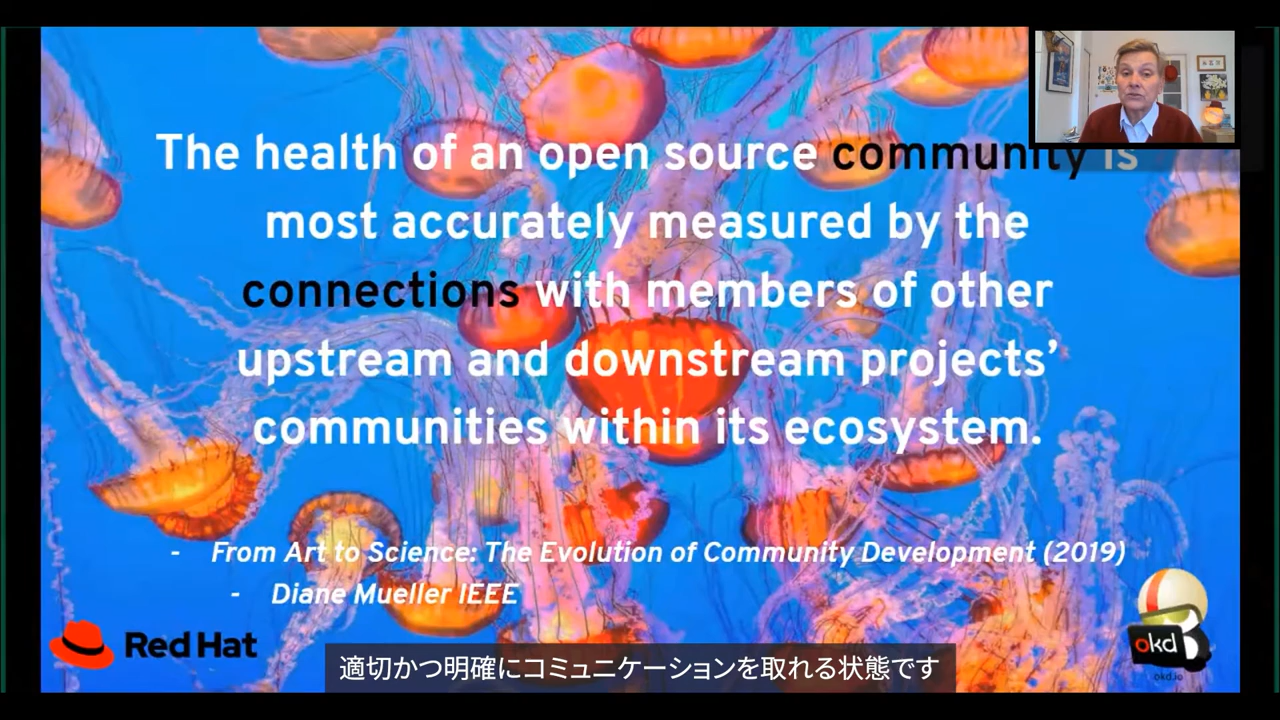 The health of an open source community is
most accurately measured by the
connections with members of other
upstream and downstream projects’
communities within its ecosystem.
- From Art to Science: The Evolution of Community Development (2019)
- Diane Mueller IEEE
Red Hat
okd
okd.io
適切かつ明確にコミュニケーションを取れる状態です